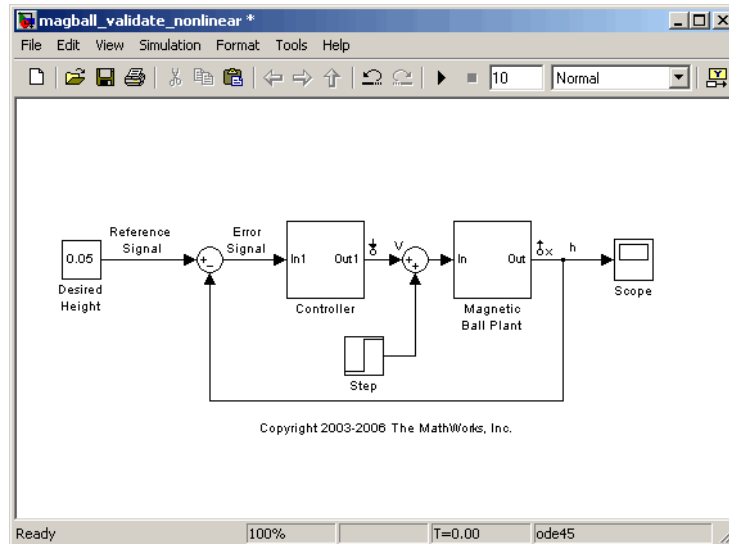 magball_validate_nonlinear *
File Edit View Simulation Format Tools Help
10 Normal
Reference
Signal
Error
Signal
0.05
Desired
Height
+
−
In1 Out1
Controller
V
+
+
In Out
Magnetic
Ball Plant
x
h
Scope
Step
Copyright 2003-2006 The MathWorks, Inc.
Ready 100% T=0.00 ode45